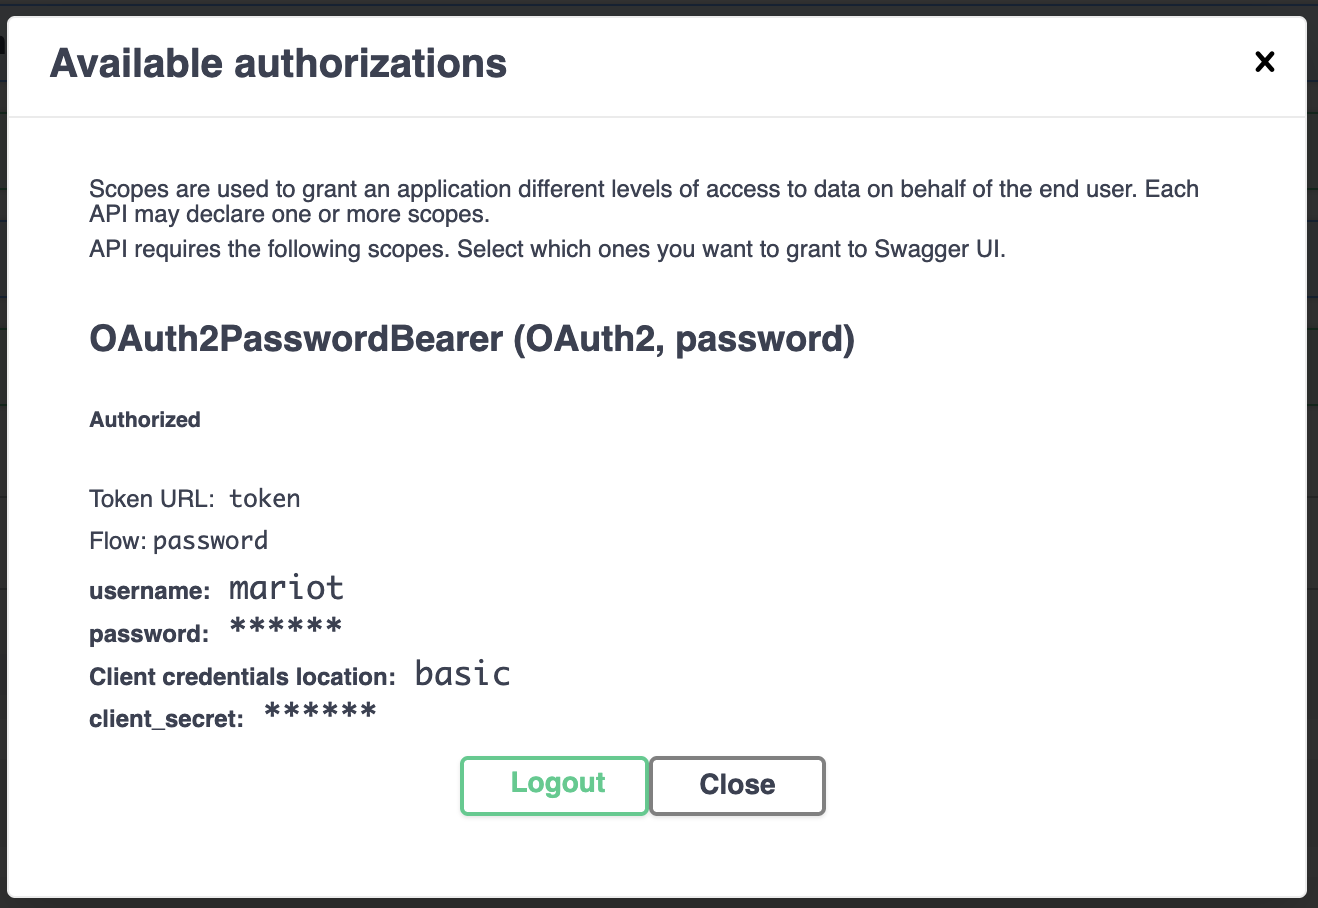 Available authorizations
Scopes are used to grant an application different levels of access to data on behalf of the end user. Each
API may declare one or more scopes.
API requires the following scopes. Select which ones you want to grant to Swagger UI.
OAuth2PasswordBearer (OAuth2, password)
Authorized
Token URL: token
Flow: password
username: mariot
password: ******
Client credentials location: basic
client_secret: ******
Logout Close